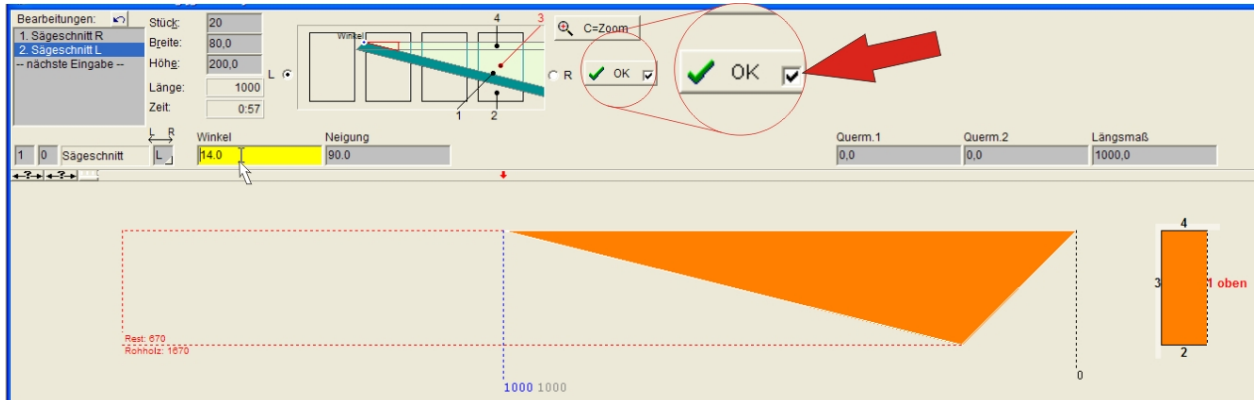 Bearbeitungen:
1. Sägeschnitt R
2. Sägeschnitt L
-- nächste Eingabe --
Stück: 20
Breite: 80,0
Höhe: 200,0
Länge: 1000
Zeit: 0:57
L
Winkel
4
3
1
2
R
C=Zoom
OK
OK
L R
Winkel
Neigung
Querm.1
Querm.2
Längsmaß
1 0 Sägeschnitt L 14.0 90.0 0,0 0,0 1000,0
?
?
Rest: 670
Rohholz: 1670
1000 1000
0
4
3
1 oben
2